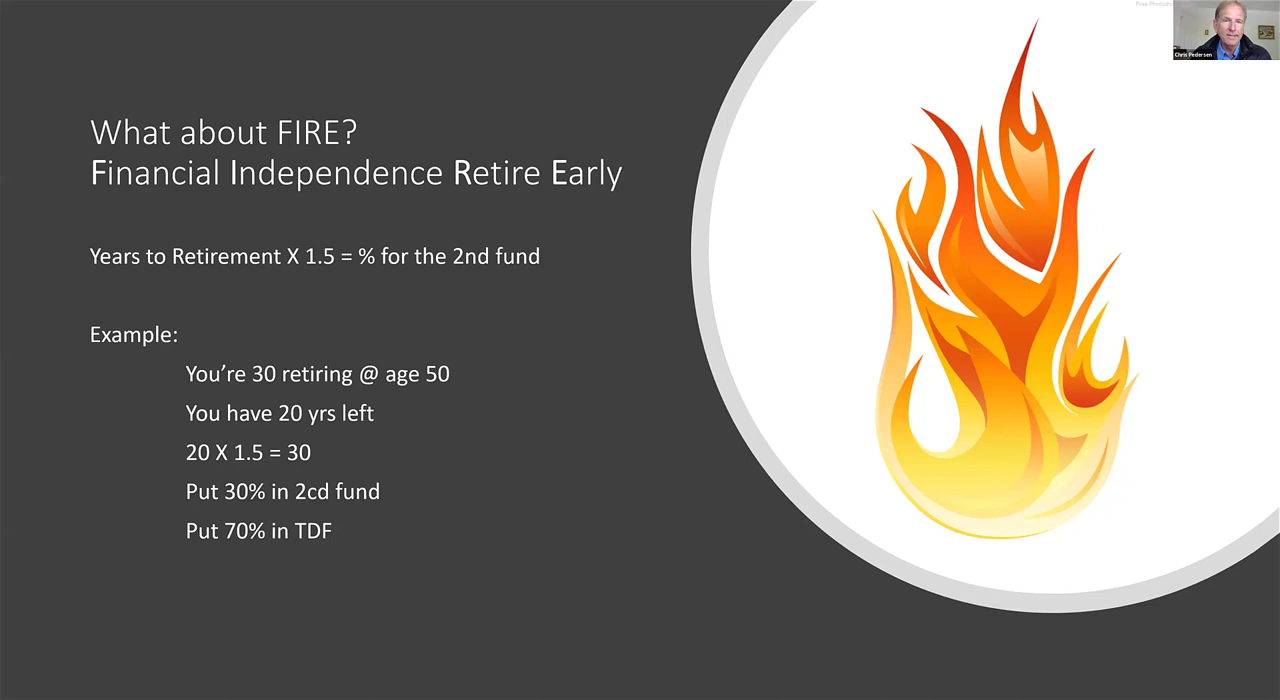 What about FIRE?
Financial Independence Retire Early
Years to Retirement X 1.5 = % for the 2nd fund
Example:
You're 30 retiring @ age 50
You have 20 yrs left
20 X 1.5 = 30
Put 30% in 2cd fund
Put 70% in TDF
Chris Pedersen